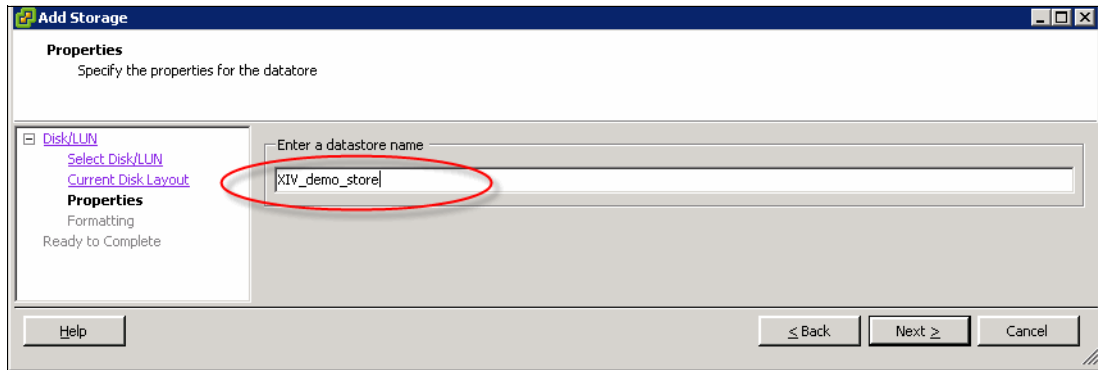 Add Storage
Properties
Specify the properties for the datatore
Disk/LUN
Select Disk/LUN
Current Disk Layout
Properties
Formatting
Ready to Complete
Enter a datastore name
XIV_demo_store
Help
< Back
Next >
Cancel